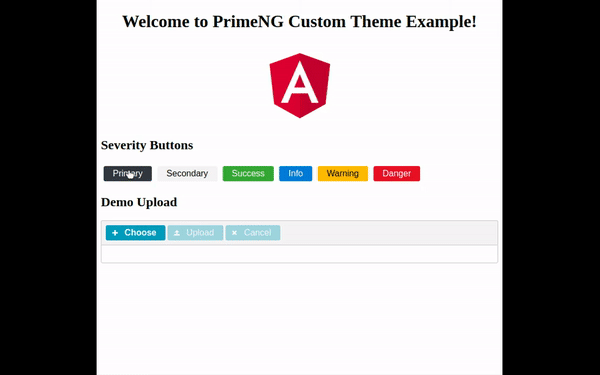 Welcome to PrimeNG Custom Theme Example!
Severity Buttons
Primary Secondary Success Info Warning Danger
Demo Upload
Choose Upload Cancel